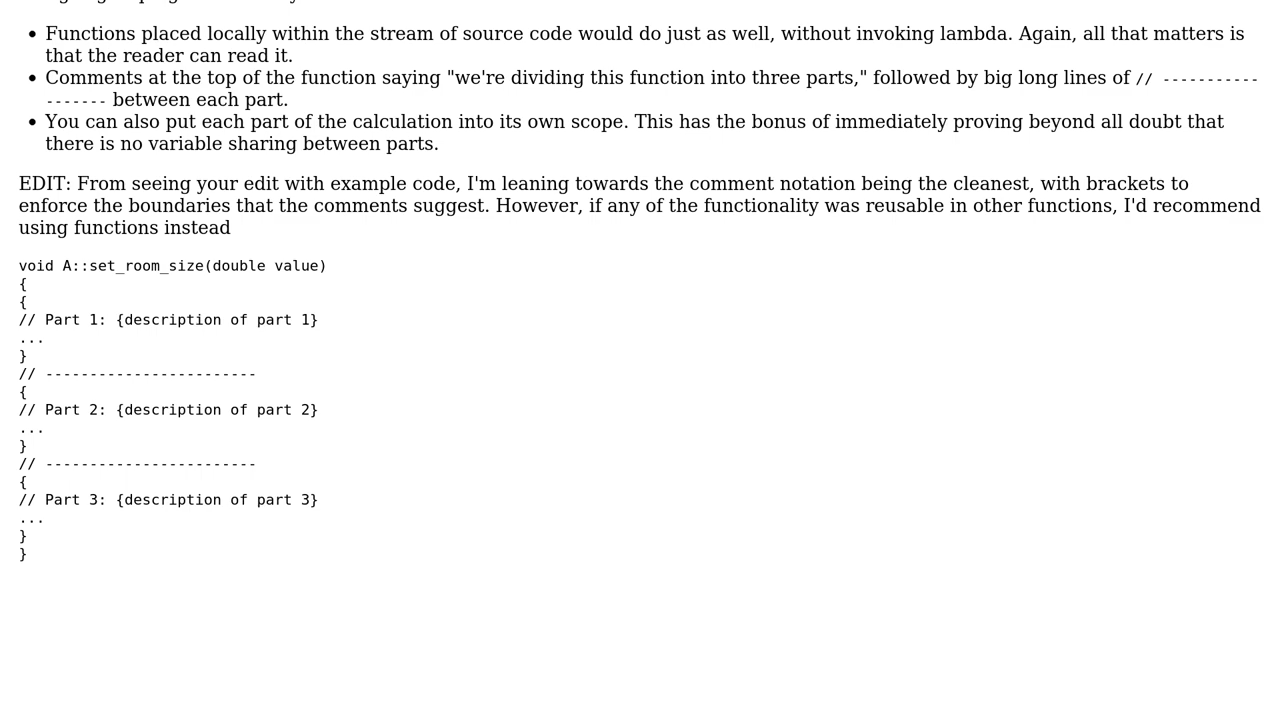 • Functions placed locally within the stream of source code would do just as well, without invoking lambda. Again, all that matters is
that the reader can read it.
• Comments at the top of the function saying "we're dividing this function into three parts," followed by big long lines of // -----------
------- between each part.
• You can also put each part of the calculation into its own scope. This has the bonus of immediately proving beyond all doubt that
there is no variable sharing between parts.
EDIT: From seeing your edit with example code, I'm leaning towards the comment notation being the cleanest, with brackets to
enforce the boundaries that the comments suggest. However, if any of the functionality was reusable in other functions, I'd recommend
using functions instead
void A::set_room_size(double value)
{
{
// Part 1: {description of part 1}
...
}
// ------------------------
{
// Part 2: {description of part 2}
...
}
// ------------------------
{
// Part 3: {description of part 3}
...
}
}